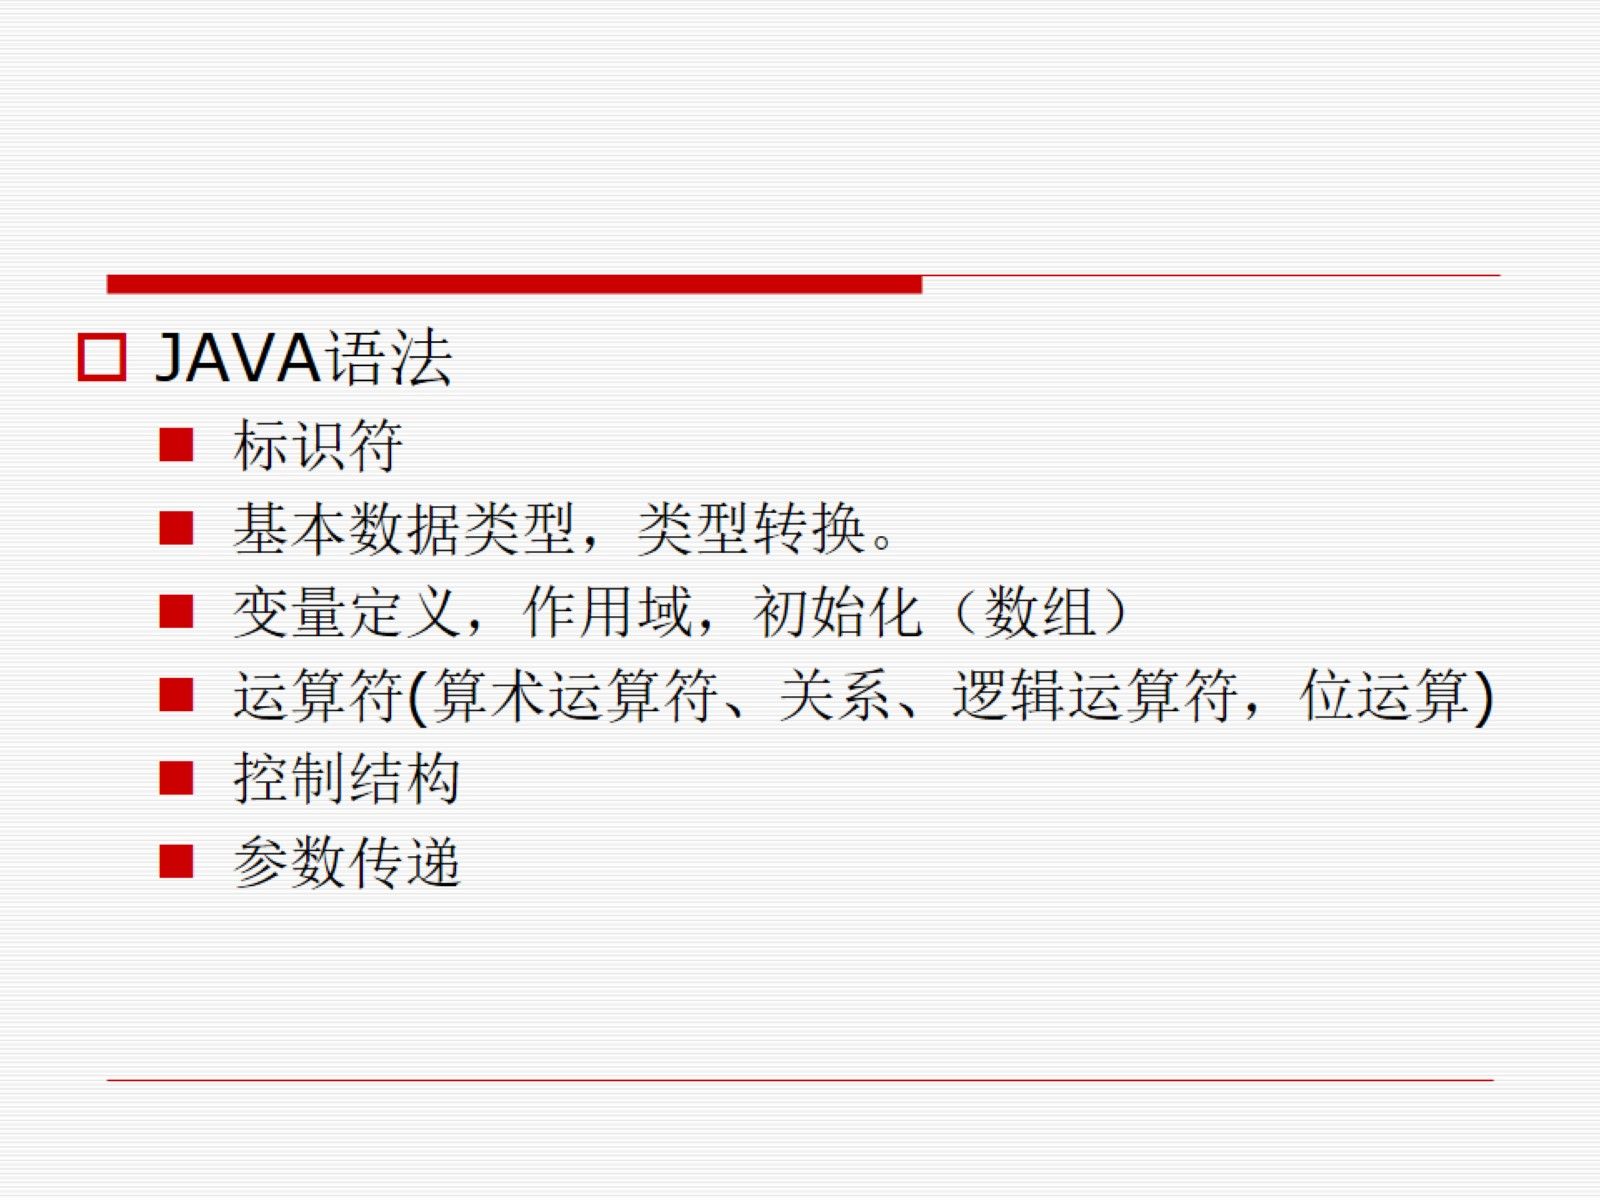 JAVA语法
标识符
基本数据类型，类型转换。
变量定义，作用域，初始化（数组）
运算符(算术运算符、关系、逻辑运算符，位运算)
控制结构
参数传递